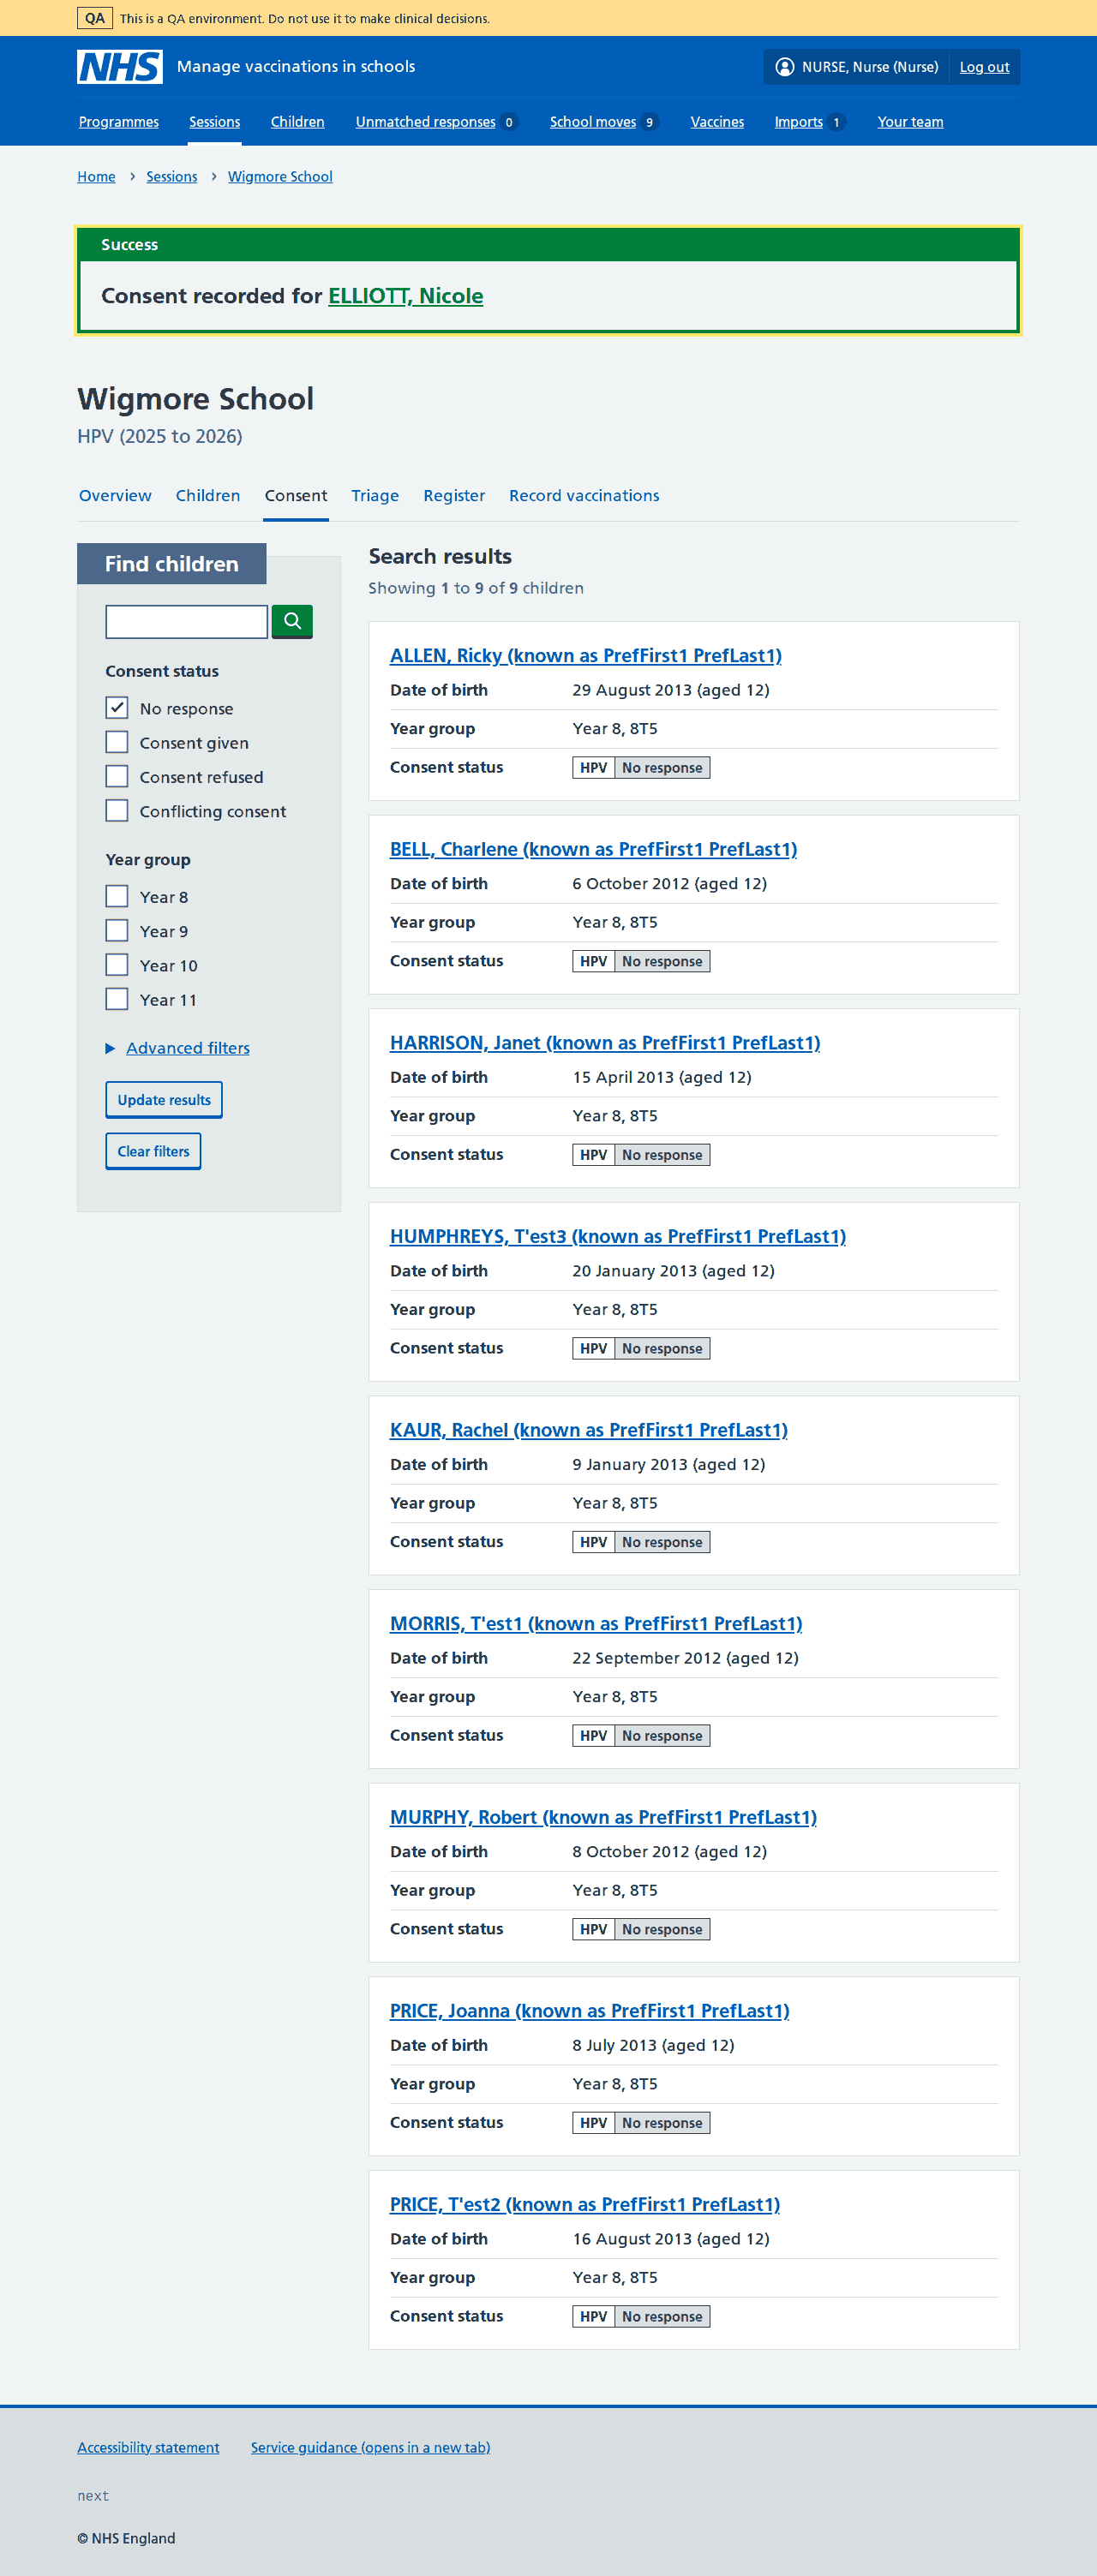 QA This is a QA environment. Do not use it to make clinical decisions.
NHS Manage vaccinations in schools NURSE, Nurse (Nurse) Log out
Programmes Sessions Children Unmatched responses 0 School moves 9 Vaccines Imports 1 Your team
Home › Sessions › Wigmore School
Success
Consent recorded for ELLIOTT, Nicole
Wigmore School
HPV (2025 to 2026)
Overview Children Consent Triage Register Record vaccinations
Find children
Consent status
No response
Consent given
Consent refused
Conflicting consent
Year group
Year 8
Year 9
Year 10
Year 11
Advanced filters
Update results
Clear filters
Search results
Showing 1 to 9 of 9 children
ALLEN, Ricky (known as PrefFirst1 PrefLast1)
Date of birth 29 August 2013 (aged 12)
Year group Year 8, 8T5
Consent status HPV No response
BELL, Charlene (known as PrefFirst1 PrefLast1)
Date of birth 6 October 2012 (aged 12)
Year group Year 8, 8T5
Consent status HPV No response
HARRISON, Janet (known as PrefFirst1 PrefLast1)
Date of birth 15 April 2013 (aged 12)
Year group Year 8, 8T5
Consent status HPV No response
HUMPHREYS, T'est3 (known as PrefFirst1 PrefLast1)
Date of birth 20 January 2013 (aged 12)
Year group Year 8, 8T5
Consent status HPV No response
KAUR, Rachel (known as PrefFirst1 PrefLast1)
Date of birth 9 January 2013 (aged 12)
Year group Year 8, 8T5
Consent status HPV No response
MORRIS, T'est1 (known as PrefFirst1 PrefLast1)
Date of birth 22 September 2012 (aged 12)
Year group Year 8, 8T5
Consent status HPV No response
MURPHY, Robert (known as PrefFirst1 PrefLast1)
Date of birth 8 October 2012 (aged 12)
Year group Year 8, 8T5
Consent status HPV No response
PRICE, Joanna (known as PrefFirst1 PrefLast1)
Date of birth 8 July 2013 (aged 12)
Year group Year 8, 8T5
Consent status HPV No response
PRICE, T'est2 (known as PrefFirst1 PrefLast1)
Date of birth 16 August 2013 (aged 12)
Year group Year 8, 8T5
Consent status HPV No response
Accessibility statement Service guidance (opens in a new tab)
next
© NHS England